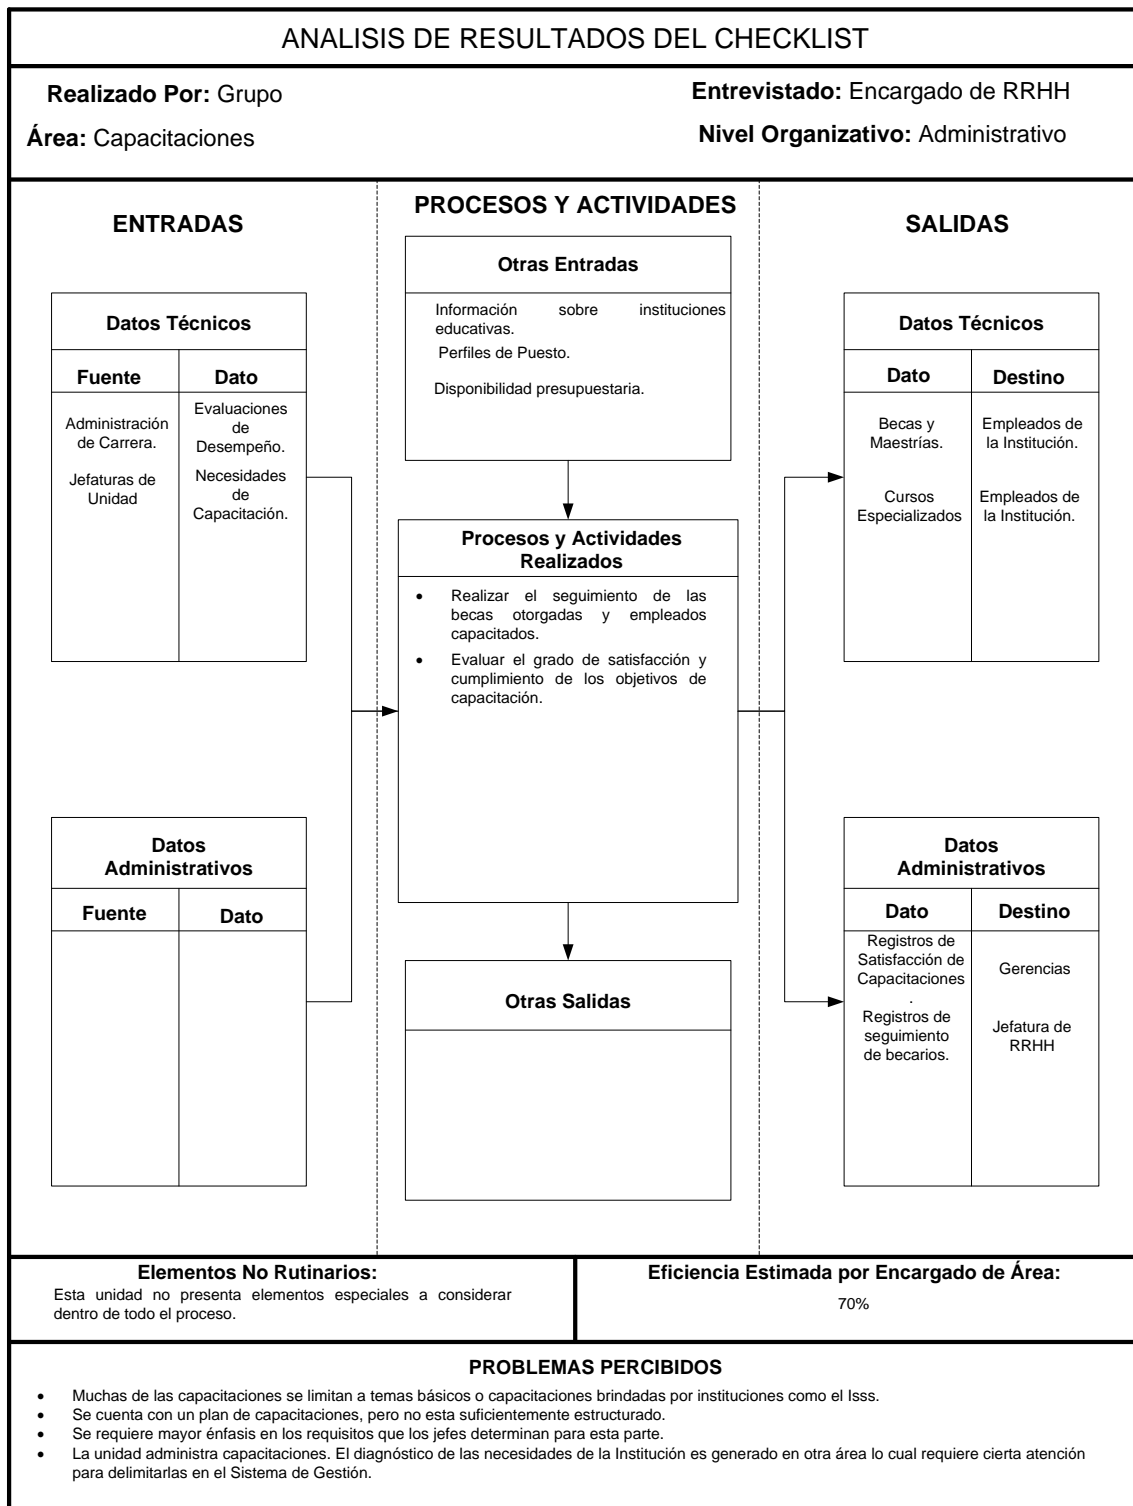 ANALISIS DE RESULTADOS DEL CHECKLIST
Realizado Por: Grupo
Entrevistado: Encargado de RRHH
Área: Capacitaciones
Nivel Organizativo: Administrativo
ENTRADAS
Datos Técnicos
Fuente
Dato
Administración
de Carrera.
Evaluaciones
de
Desempeño.
Jefaturas de
Unidad
Necesidades
de
Capacitación.
Datos
Administrativos
Fuente
Dato
PROCESOS Y ACTIVIDADES
Otras Entradas
Información sobre instituciones
educativas.
Perfiles de Puesto.
Disponibilidad presupuestaria.
Procesos y Actividades
Realizados
• Realizar el seguimiento de las
becas otorgadas y empleados
capacitados.
• Evaluar el grado de satisfacción y
cumplimiento de los objetivos de
capacitación.
Otras Salidas
SALIDAS
Datos Técnicos
Dato
Destino
Becas y
Maestrías.
Empleados de
la Institución.
Cursos
Especializados
Empleados de
la Institución.
Datos
Administrativos
Dato
Destino
Registros de
Satisfacción de
Capacitaciones
.
Gerencias
Registros de
seguimiento
de becarios.
Jefatura de
RRHH
Elementos No Rutinarios:
Esta unidad no presenta elementos especiales a considerar
dentro de todo el proceso.
Eficiencia Estimada por Encargado de Área:
70%
PROBLEMAS PERCIBIDOS
• Muchas de las capacitaciones se limitan a temas básicos o capacitaciones brindadas por instituciones como el Isss.
• Se cuenta con un plan de capacitaciones, pero no esta suficientemente estructurado.
• Se requiere mayor énfasis en los requisitos que los jefes determinan para esta parte.
• La unidad administra capacitaciones. El diagnóstico de las necesidades de la Institución es generado en otra área lo cual requiere cierta atención
para delimitarlas en el Sistema de Gestión.